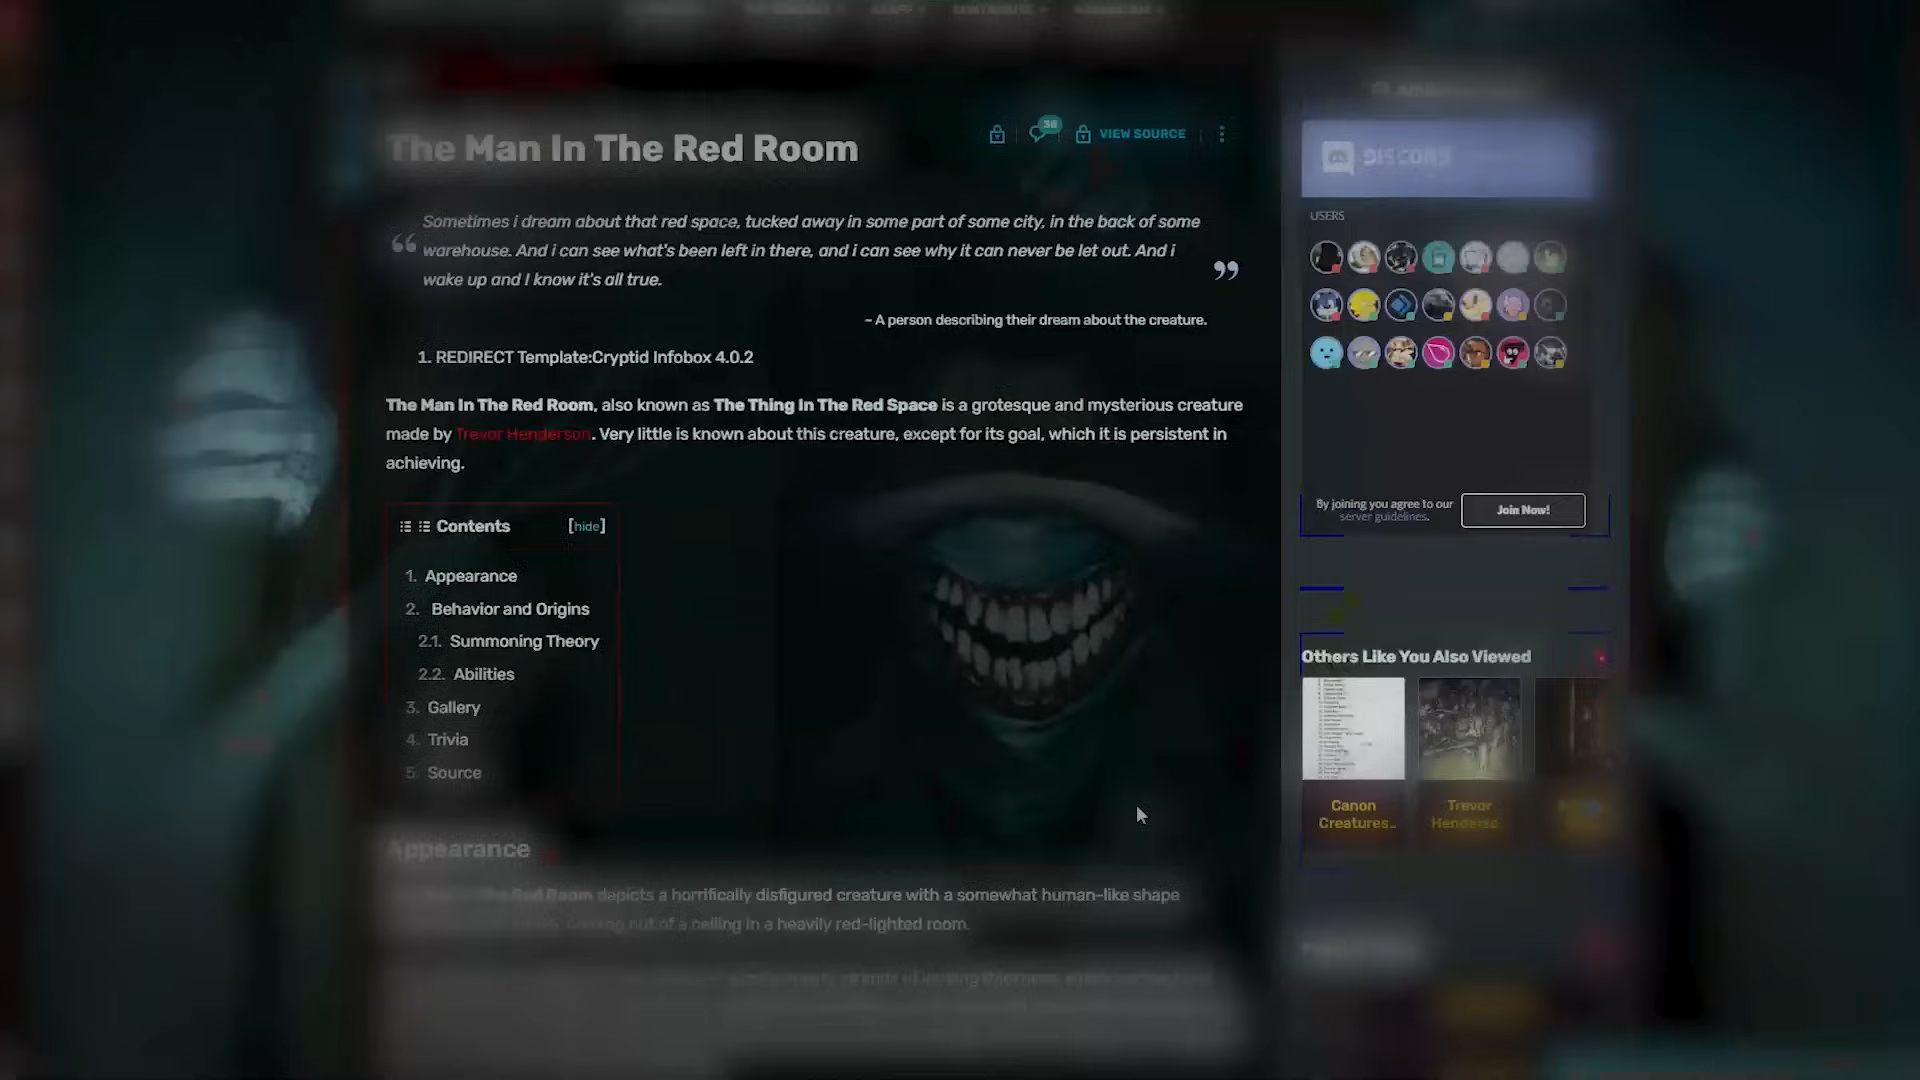 The Man In The Red Room
38
VIEW SOURCE
“ Sometimes i dream about that red space, tucked away in some part of some city, in the back of some
warehouse. And i can see what's been left in there, and i can see why it can never be let out. And i
wake up and I know it's all true. ”
– A person describing their dream about the creature.
1. REDIRECT Template:Cryptid Infobox 4.0.2
The Man In The Red Room, also known as The Thing In The Red Space is a grotesque and mysterious creature
made by Trevor Henderson. Very little is known about this creature, except for its goal, which it is persistent in
achieving.
Contents [hide]
1. Appearance
2. Behavior and Origins
2.1. Summoning Theory
2.2. Abilities
3. Gallery
4. Trivia
5. Source
Appearance
Red Room depicts a horrifically disfigured creature with a somewhat human-like shape
coming out of a ceiling in a heavily red-lighted room.
DISCORD
USERS
By joining you agree to our
server guidelines.
Join Now!
Others Like You Also Viewed
Canon
Creatures...
Trevor
Henderso...